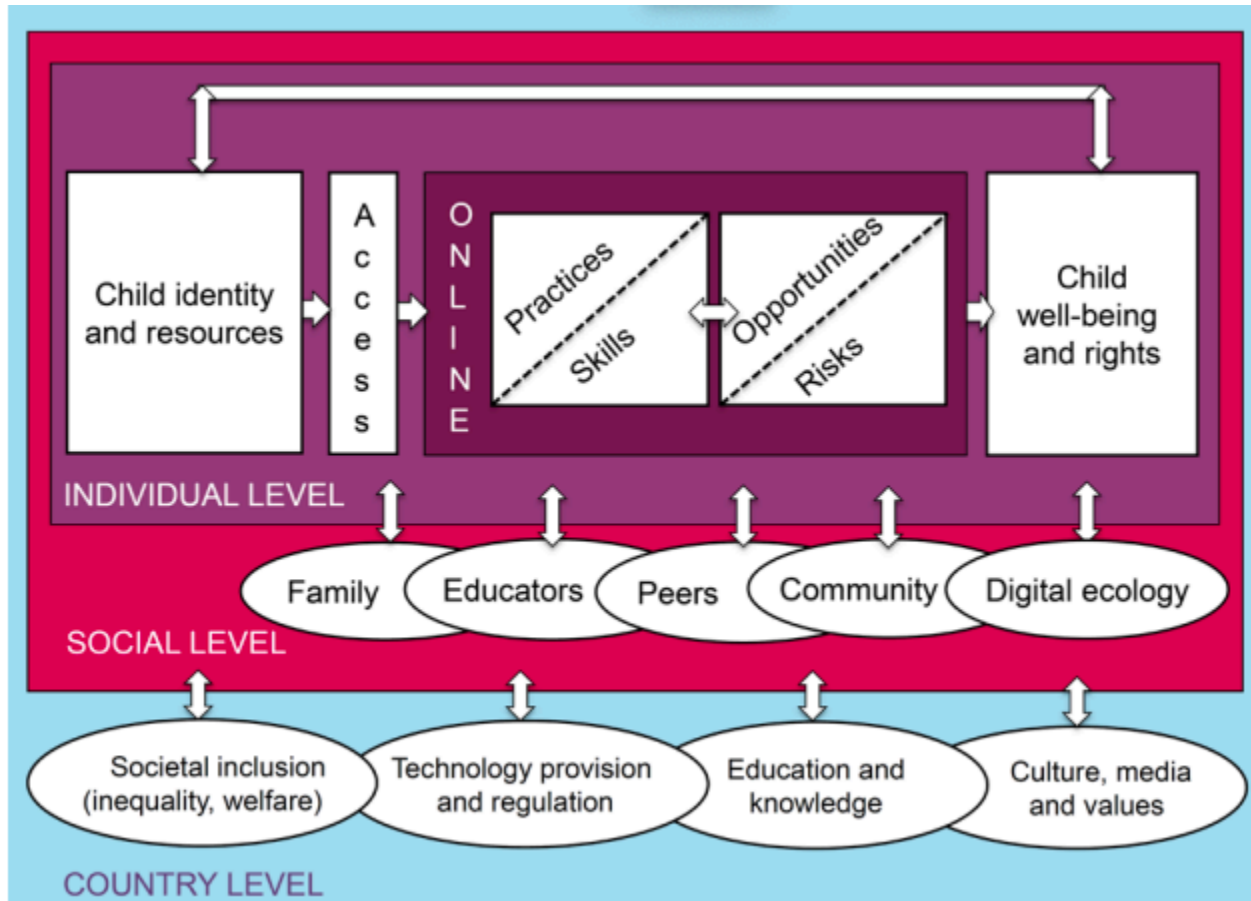 Child identity
and resources
Access
ONLINE
Practices
Skills
Opportunities
Risks
Child
well-being
and rights
INDIVIDUAL LEVEL
Family
Educators
Peers
Community
Digital ecology
SOCIAL LEVEL
Societal inclusion
(inequality, welfare)
Technology provision
and regulation
Education and
knowledge
Culture, media
and values
COUNTRY LEVEL